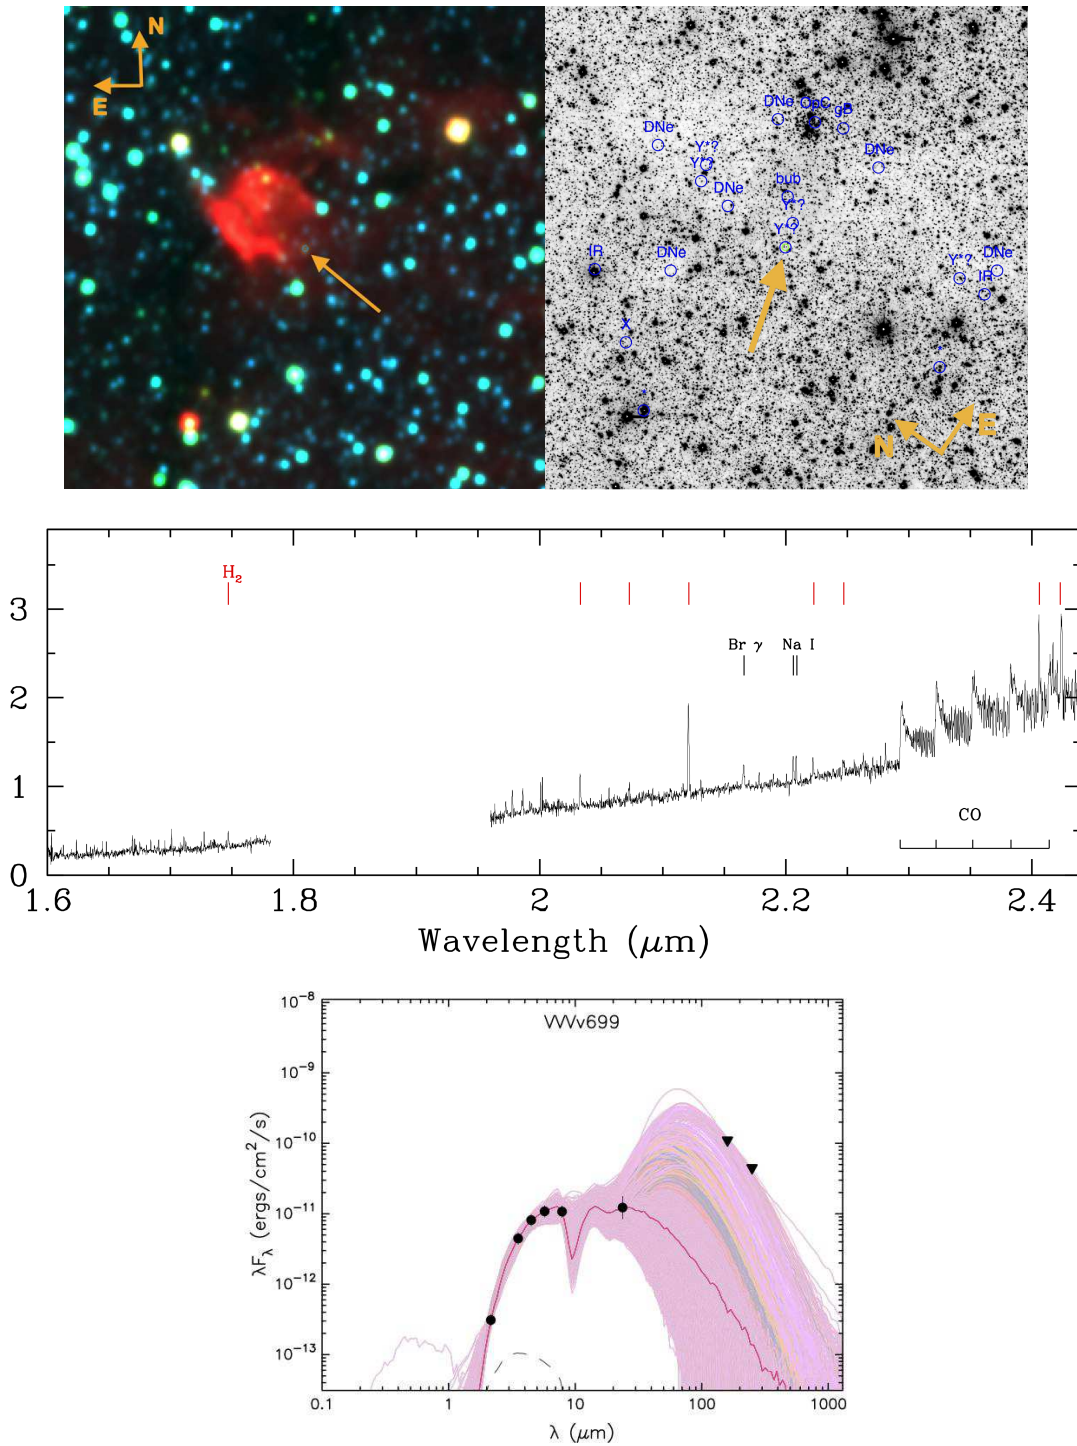 N
E
DNe OpC gB
DNe
Y*?
Y*?
DNe
DNe
bub
Y*?
Y*?
IR
DNe
DNe
Y*?
IR
X
*
*
N
E
H₂
3
Br γ Na I
2
1
CO
0
1.6 1.8 2 2.2 2.4
Wavelength (μm)
10⁻⁸
VVVv699
10⁻⁹
10⁻¹⁰
10⁻¹¹
10⁻¹²
10⁻¹³
λF_λ (ergs/cm²/s)
0.1 1 10 100 1000
λ (μm)